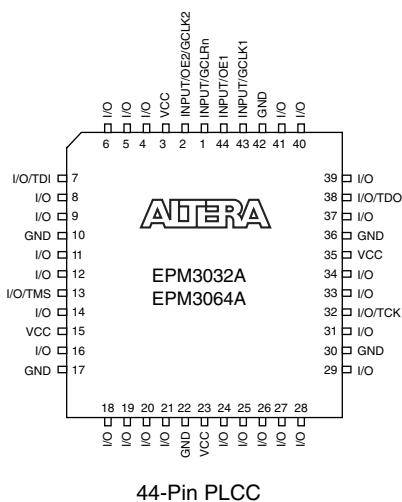 I/O I/O I/O VCC INPUT/OE2/GCLK2 INPUT/GCLRn INPUT/OE1 INPUT/GCLK1 GND I/O I/O
6 5 4 3 2 1 44 43 42 41 40
I/O/TDI 7 39 I/O
I/O 8 38 I/O/TDO
I/O 9 37 I/O
GND 10 36 GND
I/O 11 35 VCC
I/O 12 34 I/O
I/O/TMS 13 33 I/O
I/O 14 32 I/O/TCK
VCC 15 31 I/O
I/O 16 30 GND
GND 17 29 I/O
ALTERA
EPM3032A
EPM3064A
18 19 20 21 22 23 24 25 26 27 28
I/O I/O I/O I/O GND VCC I/O I/O I/O I/O I/O
44-Pin PLCC